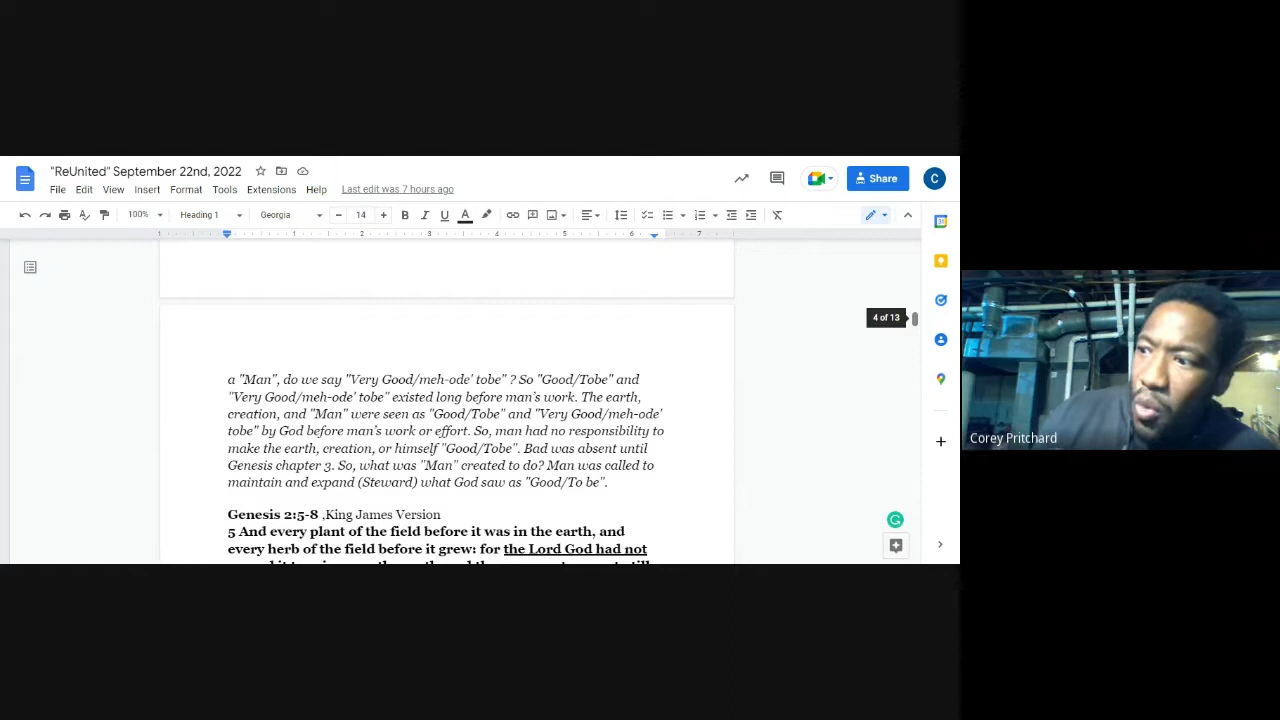 "ReUnited" September 22nd, 2022
File Edit View Insert Format Tools Extensions Help Last edit was 7 hours ago
Share
C
100% Heading 1 Georgia - 14 + B I U A
1 1 2 3 4 5 6 7
4 of 13
a "Man", do we say "Very Good/meh-ode' tobe" ? So "Good/Tobe" and
"Very Good/meh-ode' tobe" existed long before man's work. The earth,
creation, and "Man" were seen as "Good/Tobe" and "Very Good/meh-ode'
tobe" by God before man's work or effort. So, man had no responsibility to
make the earth, creation, or himself "Good/Tobe". Bad was absent until
Genesis chapter 3. So, what was "Man" created to do? Man was called to
maintain and expand (Steward) what God saw as "Good/To be".
Genesis 2:5-8 ,King James Version
5 And every plant of the field before it was in the earth, and
every herb of the field before it grew: for the Lord God had not
Corey Pritchard